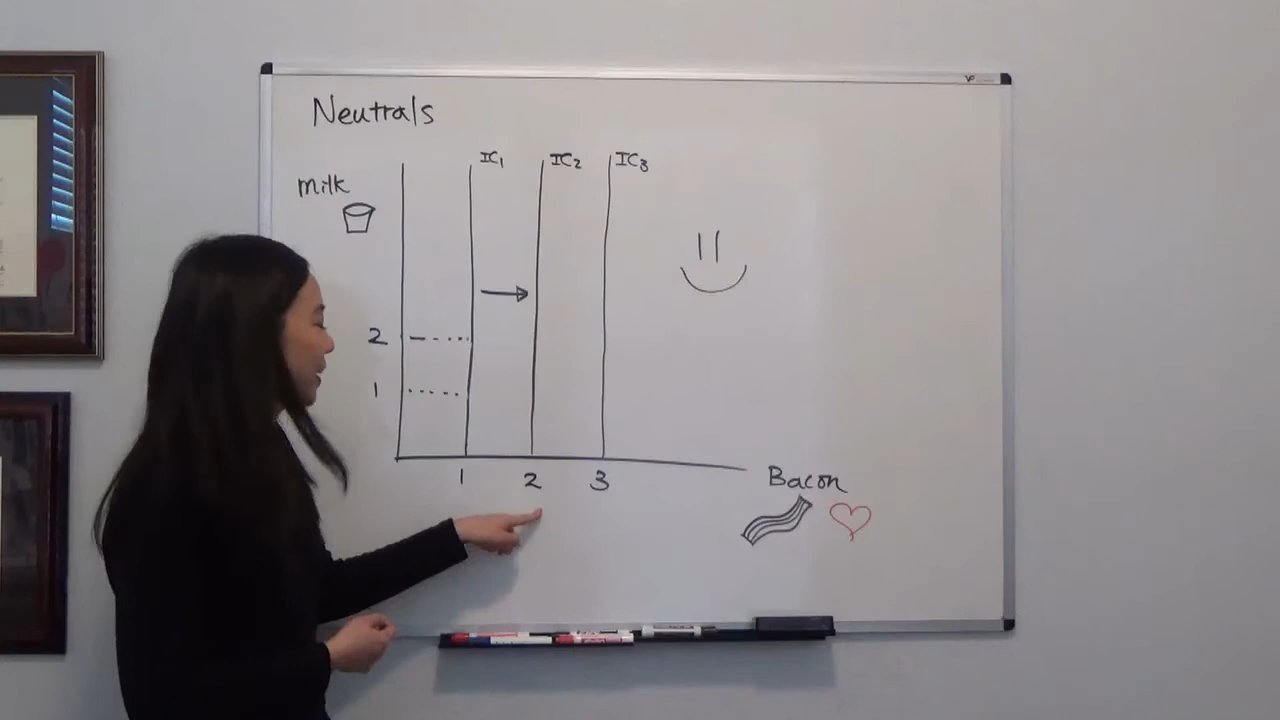 Neutrals
IC₁ IC₂ IC₃
milk
2
1
1 2 3
Bacon